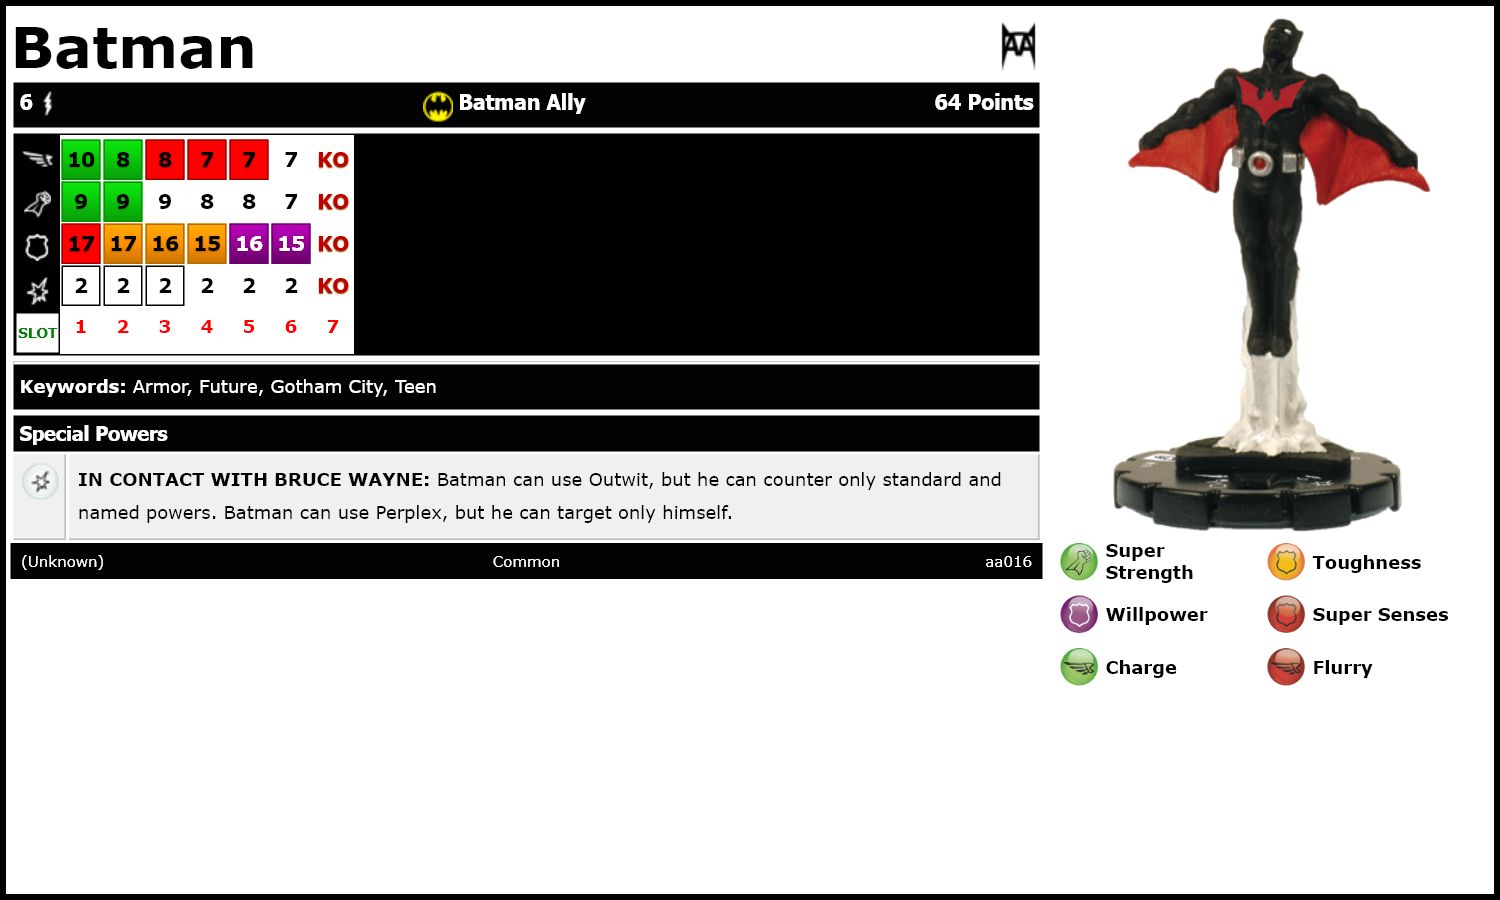 Batman
6 Batman Ally 64 Points
10 8 8 7 7 7 KO
9 9 9 8 8 7 KO
17 17 16 15 16 15 KO
2 2 2 2 2 2 KO
SLOT 1 2 3 4 5 6 7
Keywords: Armor, Future, Gotham City, Teen
Special Powers
IN CONTACT WITH BRUCE WAYNE: Batman can use Outwit, but he can counter only standard and
named powers. Batman can use Perplex, but he can target only himself.
(Unknown) Common aa016
Super
Strength
Toughness
Willpower
Super Senses
Charge
Flurry